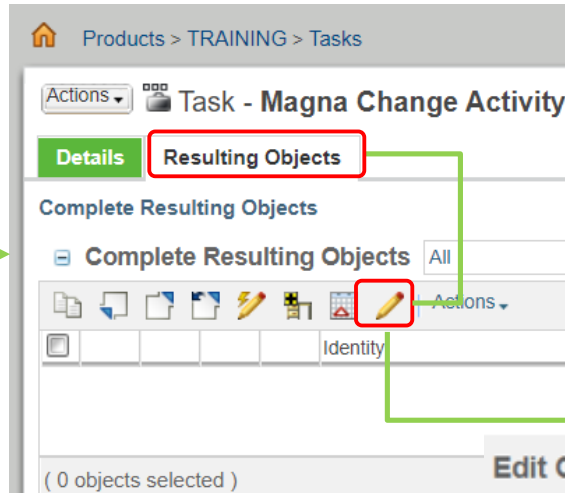 Products > TRAINING > Tasks
Actions Task - Magna Change Activity
Details Resulting Objects
Complete Resulting Objects
Complete Resulting Objects All
Actions
Identity
( 0 objects selected )
Edit